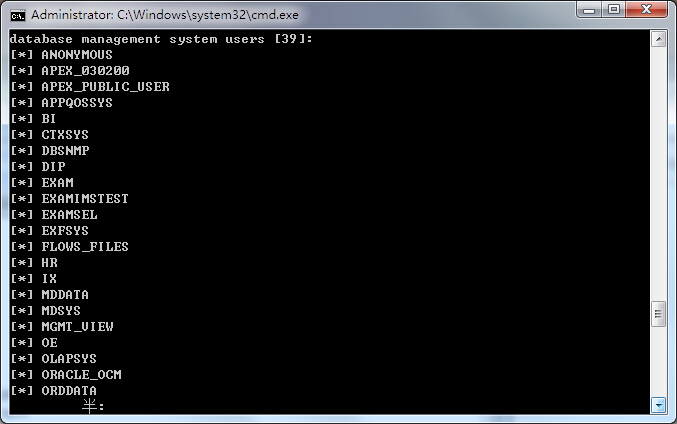 Administrator: C:\Windows\system32\cmd.exe
database management system users [39]:
[*] ANONYMOUS
[*] APEX_030200
[*] APEX_PUBLIC_USER
[*] APPQOSSYS
[*] BI
[*] CTXSYS
[*] DBSNMP
[*] DIP
[*] EXAM
[*] EXAMIMSTEST
[*] EXAMSEL
[*] EXFSYS
[*] FLOWS_FILES
[*] HR
[*] IX
[*] MDDATA
[*] MDSYS
[*] MGMT_VIEW
[*] OE
[*] OLAPSYS
[*] ORACLE_OCM
[*] ORDDATA
半: